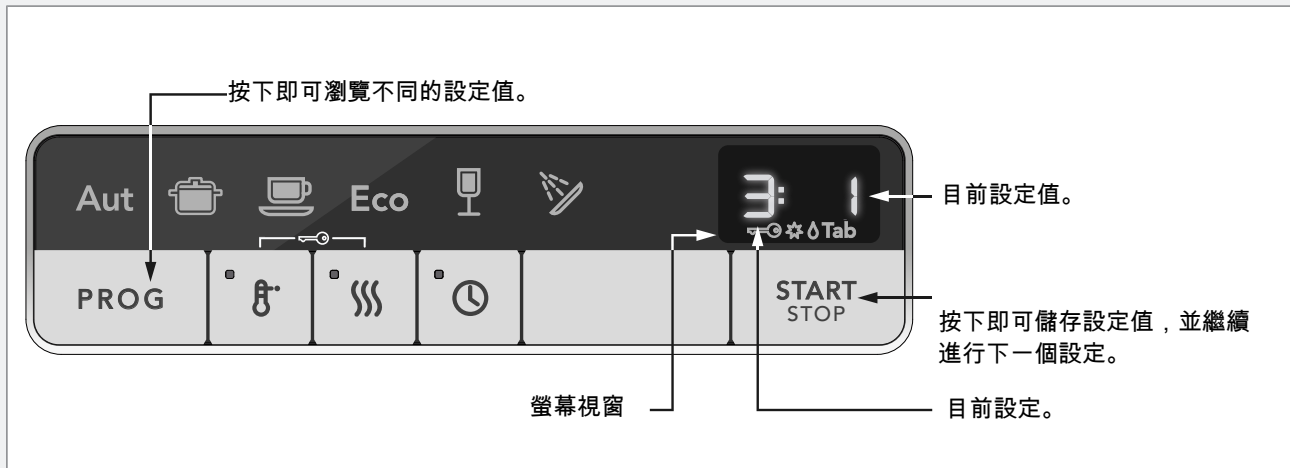 按下即可瀏覽不同的設定值。
Aut
Eco
3: 1
Tab
目前設定值。
PROG
START
STOP
按下即可儲存設定值，並繼續
進行下一個設定。
螢幕視窗
目前設定。